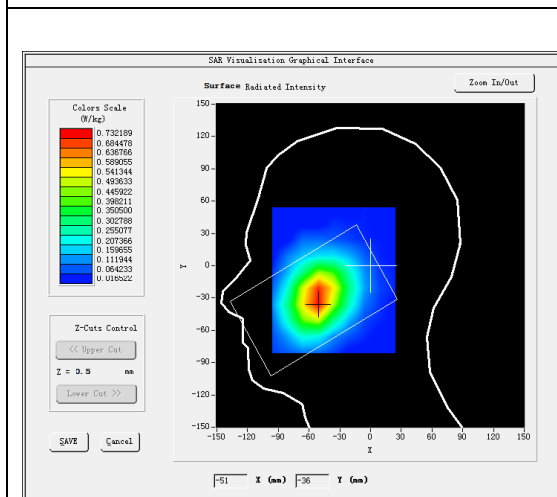 SAR Visualisation Graphical Interface
Surface Radiated Intensity
Zoom In/Out
Colors Scale
(W/kg)
0.732189
0.684478
0.636766
0.589055
0.541344
0.493633
0.445922
0.398211
0.350500
0.302788
0.255077
0.207366
0.159655
0.111944
0.064233
0.016522
Z-Cuts Control
<< Upper Cut
Z = 0.5 mm
Lower Cut >>
SAVE Cancel
150
120
90
60
30
0
-30
-60
-90
-120
-150
Y
-150 -120 -90 -60 -30 0 30 60 90 120 150
X
-51 X (mm) -36 Y (mm)